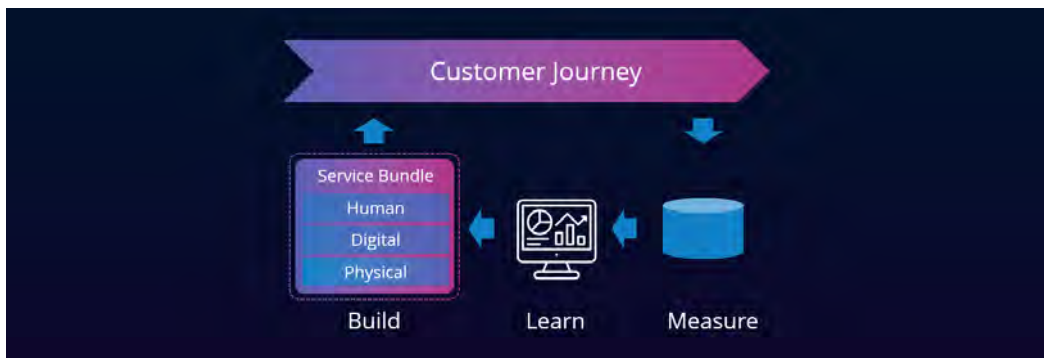 Customer Journey
Service Bundle
Human
Digital
Physical
Build
Learn
Measure